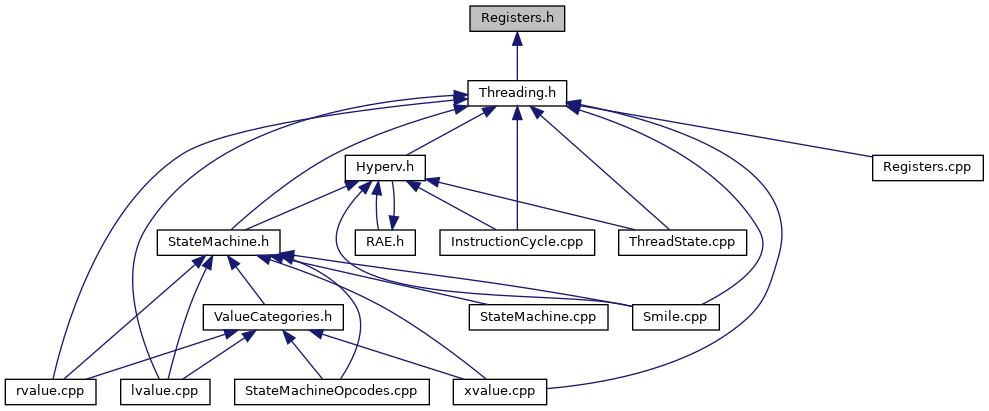 Registers.h
Threading.h
Hyperv.h
Registers.cpp
StateMachine.h
RAE.h
InstructionCycle.cpp
ThreadState.cpp
ValueCategories.h
StateMachine.cpp
Smile.cpp
rvalue.cpp
lvalue.cpp
StateMachineOpcodes.cpp
xvalue.cpp